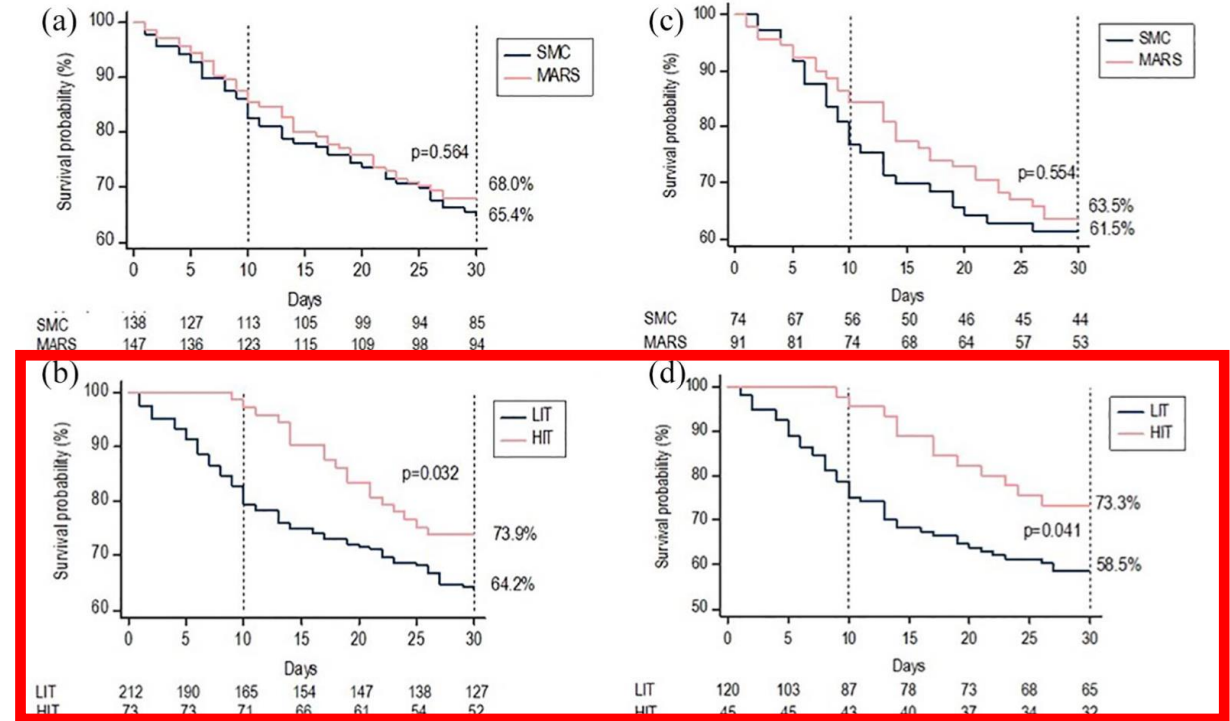 (a)
100
90
80
70
60
Survival probability (%)
SMC
MARS
p=0.564
68.0%
65.4%
0 5 10 15 20 25 30
Days
SMC 138 127 113 105 99 94 85
MARS 147 136 123 115 109 98 94
(c)
100
90
80
70
60
Survival probability (%)
SMC
MARS
p=0.554
63.5%
61.5%
0 5 10 15 20 25 30
Days
SMC 74 67 56 50 46 45 44
MARS 91 81 74 68 64 57 53
(b)
100
90
80
70
60
Survival probability (%)
LIT
HIT
p=0.032
73.9%
64.2%
0 5 10 15 20 25 30
Days
LIT 212 190 165 154 147 138 127
HIT 73 73 71 66 61 54 52
(d)
100
90
80
70
60
50
Survival probability (%)
LIT
HIT
73.3%
p=0.041
58.5%
0 5 10 15 20 25 30
Days
LIT 120 103 87 78 73 68 65
HIT 45 45 43 40 37 34 32